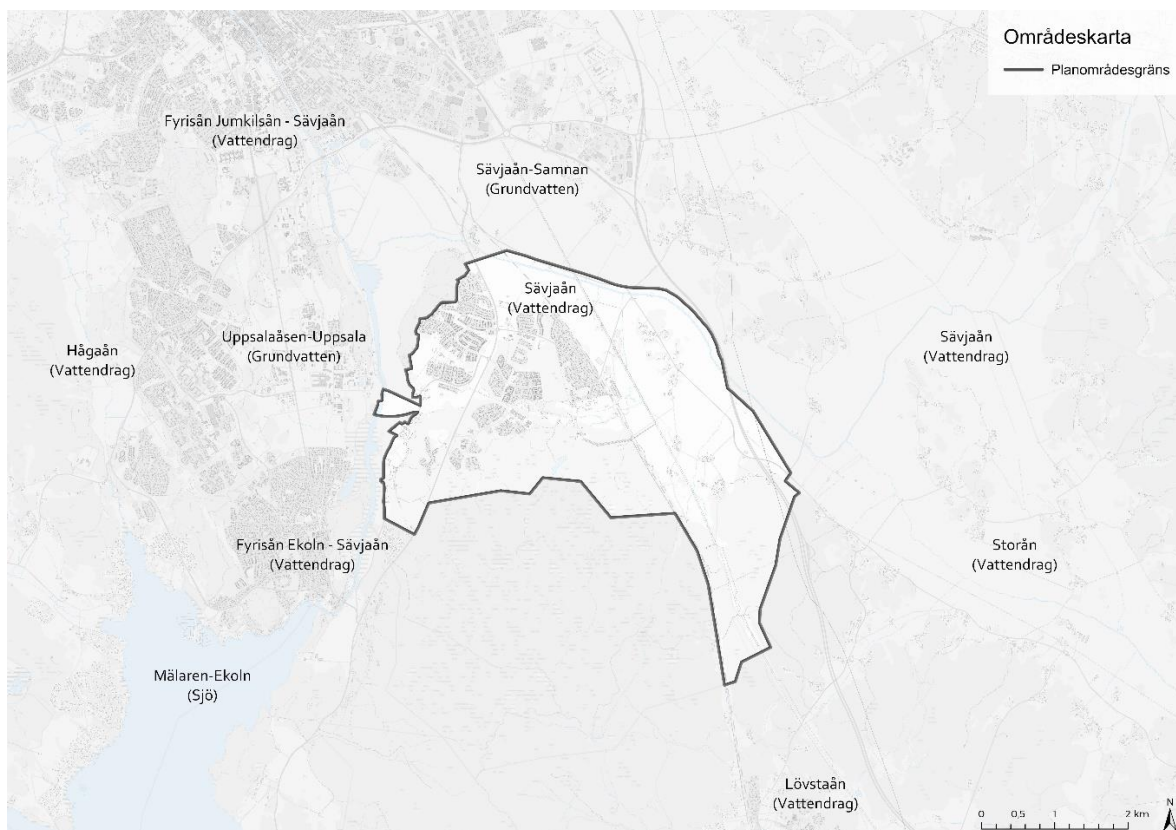 Områdeskarta
Planområdesgräns
Fyrisån Jumkilsån - Sävjaån
(Vattendrag)
Sävjaån-Samnan
(Grundvatten)
Sävjaån
(Vattendrag)
Uppsalaåsen-Uppsala
(Grundvatten)
Hågaån
(Vattendrag)
Sävjaån
(Vattendrag)
Fyrisån Ekoln - Sävjaån
(Vattendrag)
Storån
(Vattendrag)
Mälaren-Ekoln
(Sjö)
Lövstaån
(Vattendrag)
0 0,5 1 2 km
N